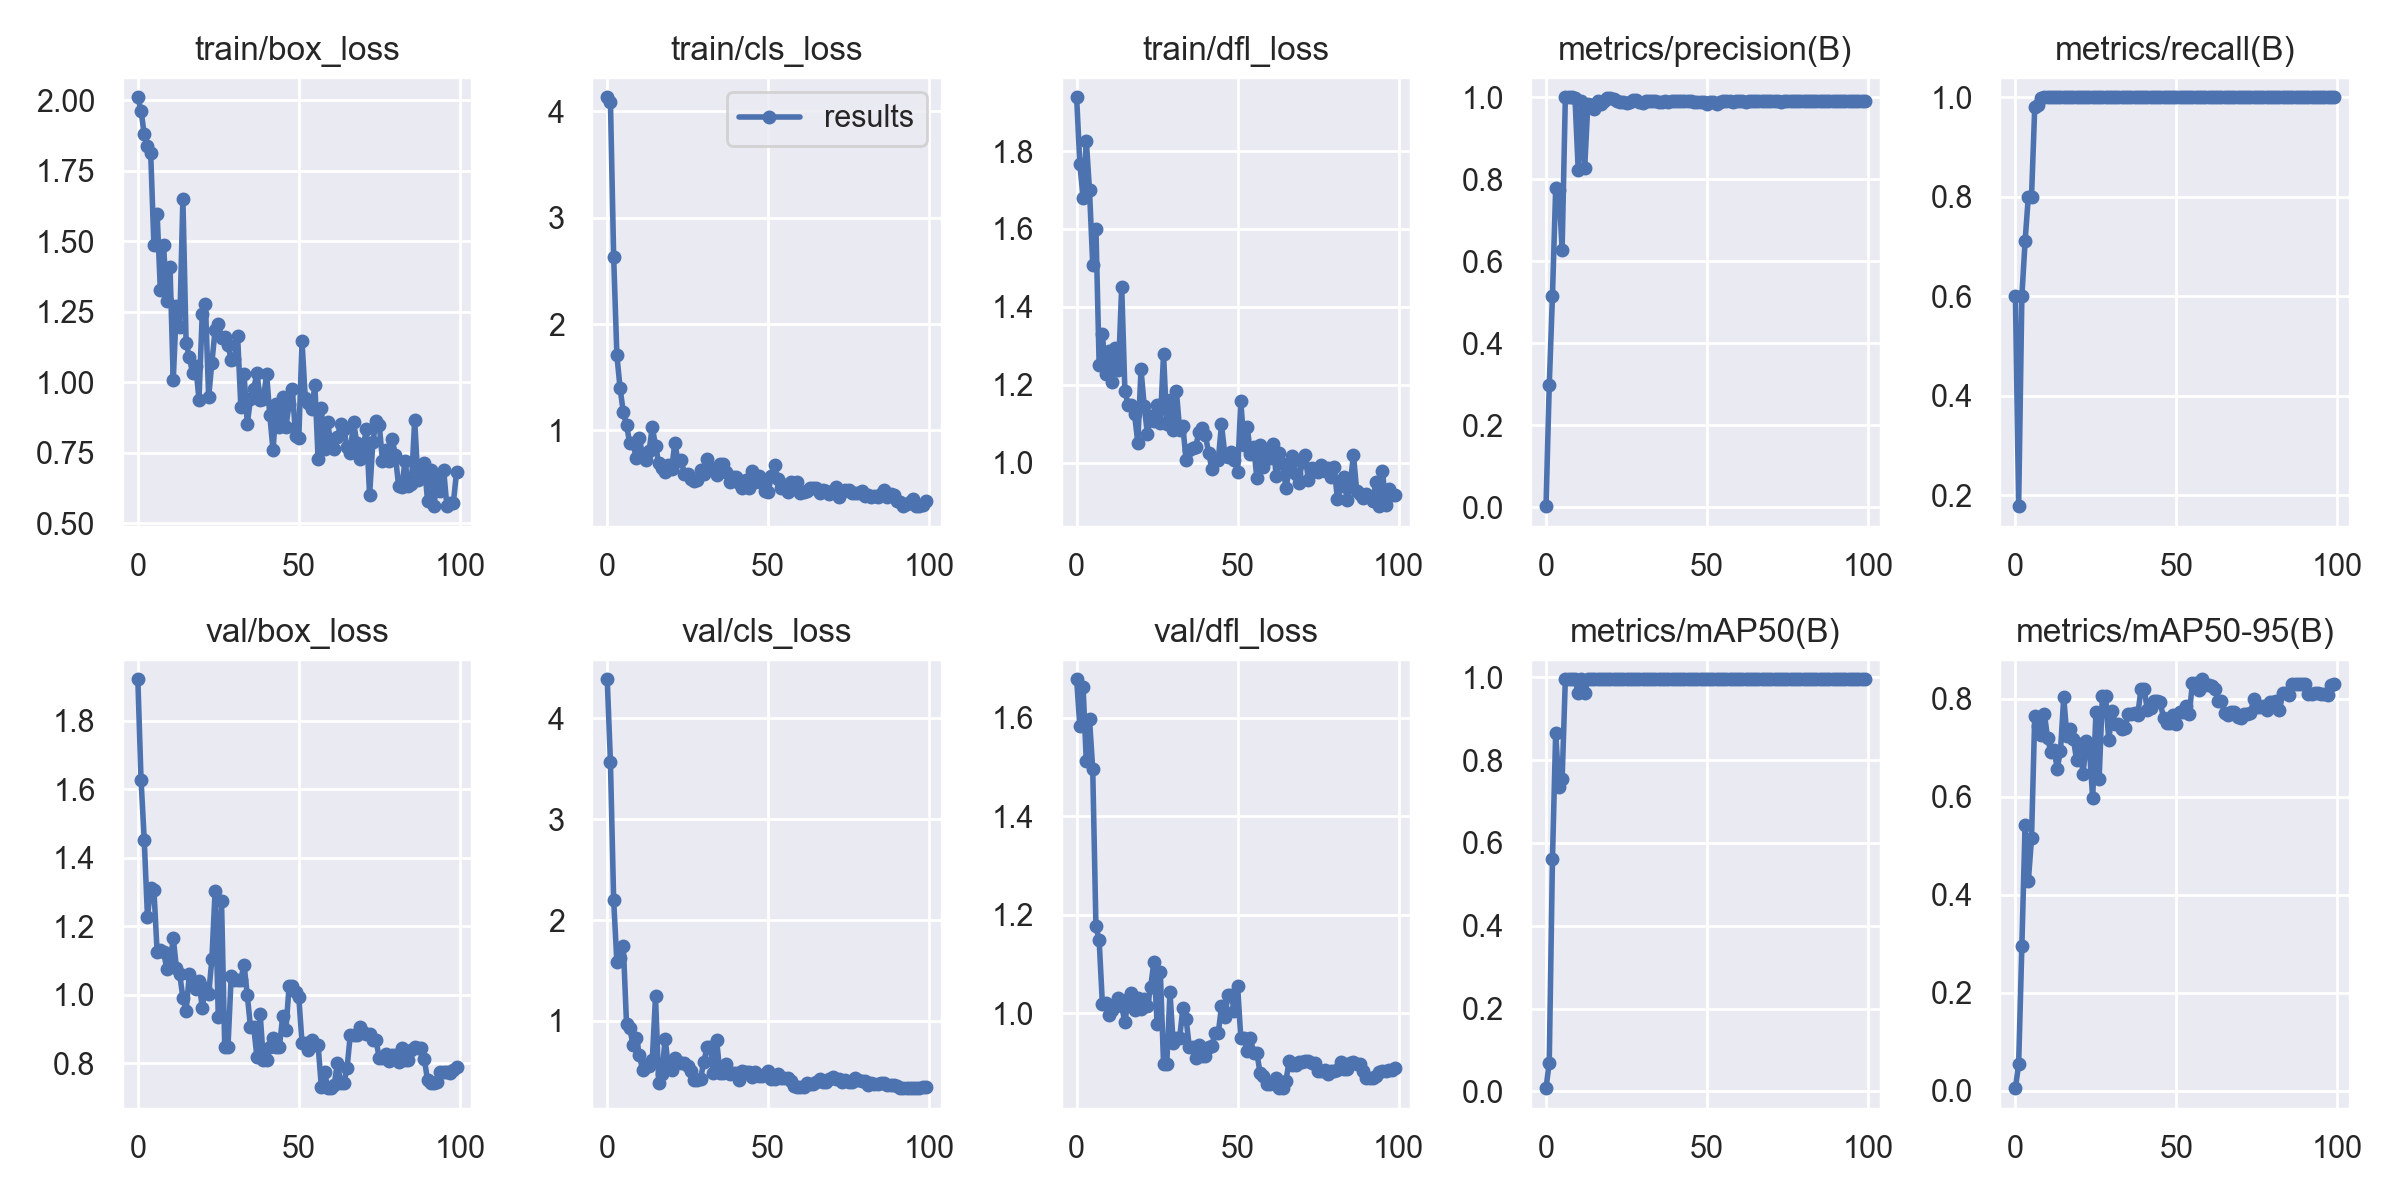 train/box_loss
train/cls_loss
train/dfl_loss
metrics/precision(B)
metrics/recall(B)
2.00
1.75
1.50
1.25
1.00
0.75
0.50
0 50 100
results
4
3
2
1
0 50 100
1.8
1.6
1.4
1.2
1.0
0 50 100
1.0
0.8
0.6
0.4
0.2
0.0
0 50 100
1.0
0.8
0.6
0.4
0.2
0 50 100
val/box_loss
val/cls_loss
val/dfl_loss
metrics/mAP50(B)
metrics/mAP50-95(B)
1.8
1.6
1.4
1.2
1.0
0.8
0 50 100
4
3
2
1
0 50 100
1.6
1.4
1.2
1.0
0 50 100
1.0
0.8
0.6
0.4
0.2
0.0
0 50 100
0.8
0.6
0.4
0.2
0.0
0 50 100